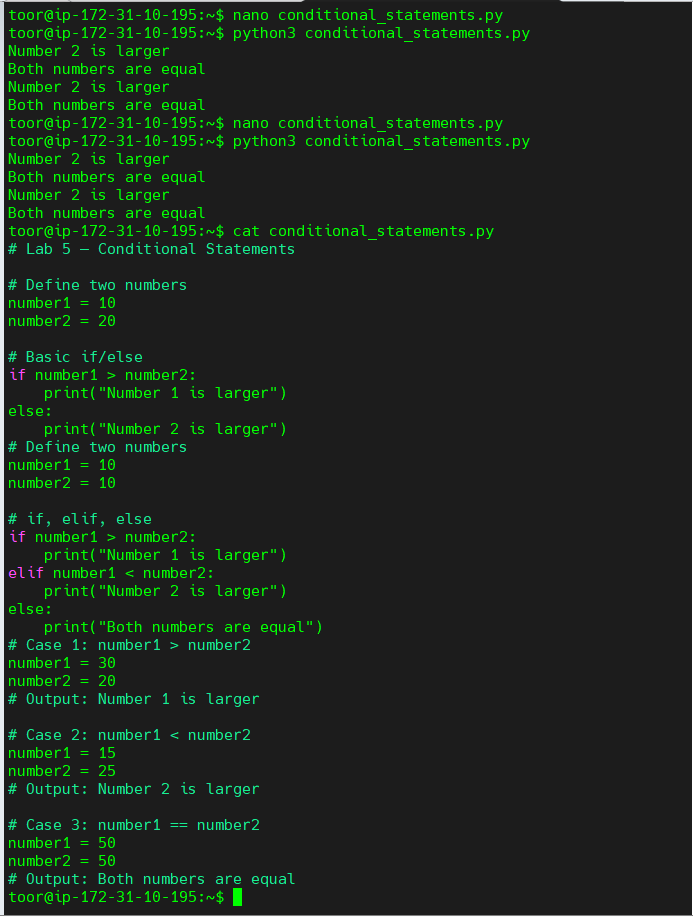 toor@ip-172-31-10-195:~$ nano conditional_statements.py
toor@ip-172-31-10-195:~$ python3 conditional_statements.py
Number 2 is larger
Both numbers are equal
Number 2 is larger
Both numbers are equal
toor@ip-172-31-10-195:~$ nano conditional_statements.py
toor@ip-172-31-10-195:~$ python3 conditional_statements.py
Number 2 is larger
Both numbers are equal
Number 2 is larger
Both numbers are equal
toor@ip-172-31-10-195:~$ cat conditional_statements.py
# Lab 5 – Conditional Statements

# Define two numbers
number1 = 10
number2 = 20

# Basic if/else
if number1 > number2:
    print("Number 1 is larger")
else:
    print("Number 2 is larger")
# Define two numbers
number1 = 10
number2 = 10

# if, elif, else
if number1 > number2:
    print("Number 1 is larger")
elif number1 < number2:
    print("Number 2 is larger")
else:
    print("Both numbers are equal")
# Case 1: number1 > number2
number1 = 30
number2 = 20
# Output: Number 1 is larger

# Case 2: number1 < number2
number1 = 15
number2 = 25
# Output: Number 2 is larger

# Case 3: number1 == number2
number1 = 50
number2 = 50
# Output: Both numbers are equal
toor@ip-172-31-10-195:~$